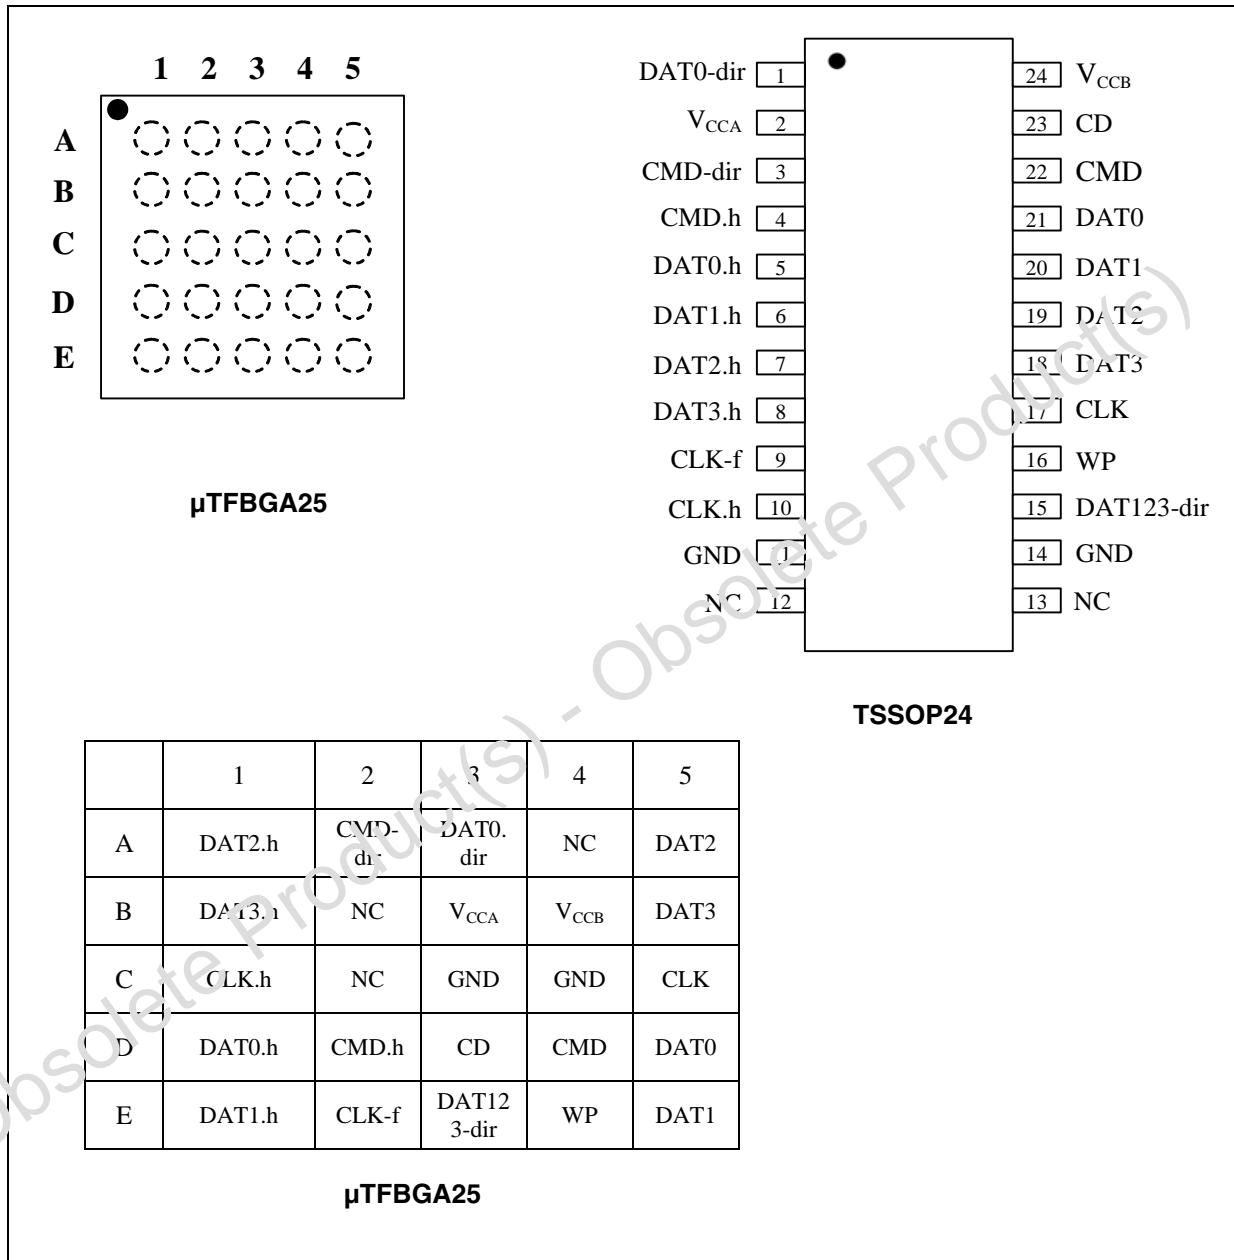 1 2 3 4 5
A
B
C
D
E
µTFBGA25
DAT0-dir 1
V_CCA 2
CMD-dir 3
CMD.h 4
DAT0.h 5
DAT1.h 6
DAT2.h 7
DAT3.h 8
CLK-f 9
CLK.h 10
GND 11
NC 12
24 V_CCB
23 CD
22 CMD
21 DAT0
20 DAT1
19 DAT2
18 DAT3
17 CLK
16 WP
15 DAT123-dir
14 GND
13 NC
TSSOP24
1 2 3 4 5
A DAT2.h CMD-dir DAT0.dir NC DAT2
B DAT3.h NC V_CCA V_CCB DAT3
C CLK.h NC GND GND CLK
D DAT0.h CMD.h CD CMD DAT0
E DAT1.h CLK-f DAT123-dir WP DAT1
µTFBGA25
Obsolete Product(s) - Obsolete Product(s)